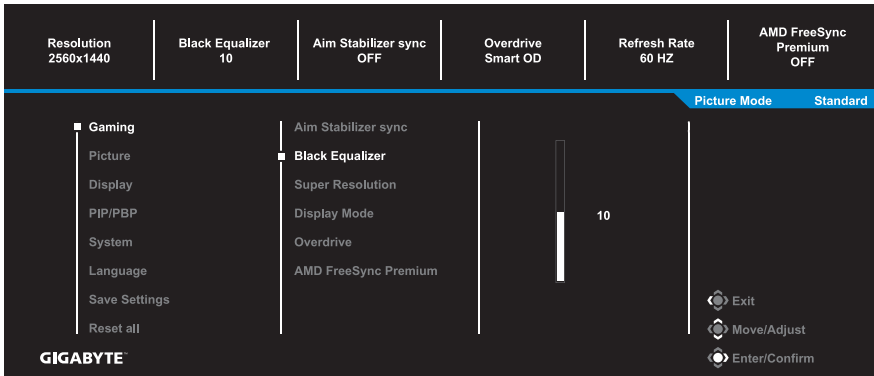 Resolution
2560x1440
Black Equalizer
10
Aim Stabilizer sync
OFF
Overdrive
Smart OD
Refresh Rate
60 HZ
AMD FreeSync
Premium
OFF
Picture Mode Standard
Gaming
Picture
Display
PIP/PBP
System
Language
Save Settings
Reset all
Aim Stabilizer sync
Black Equalizer
Super Resolution
Display Mode
Overdrive
AMD FreeSync Premium
10
Exit
Move/Adjust
Enter/Confirm
GIGABYTE™